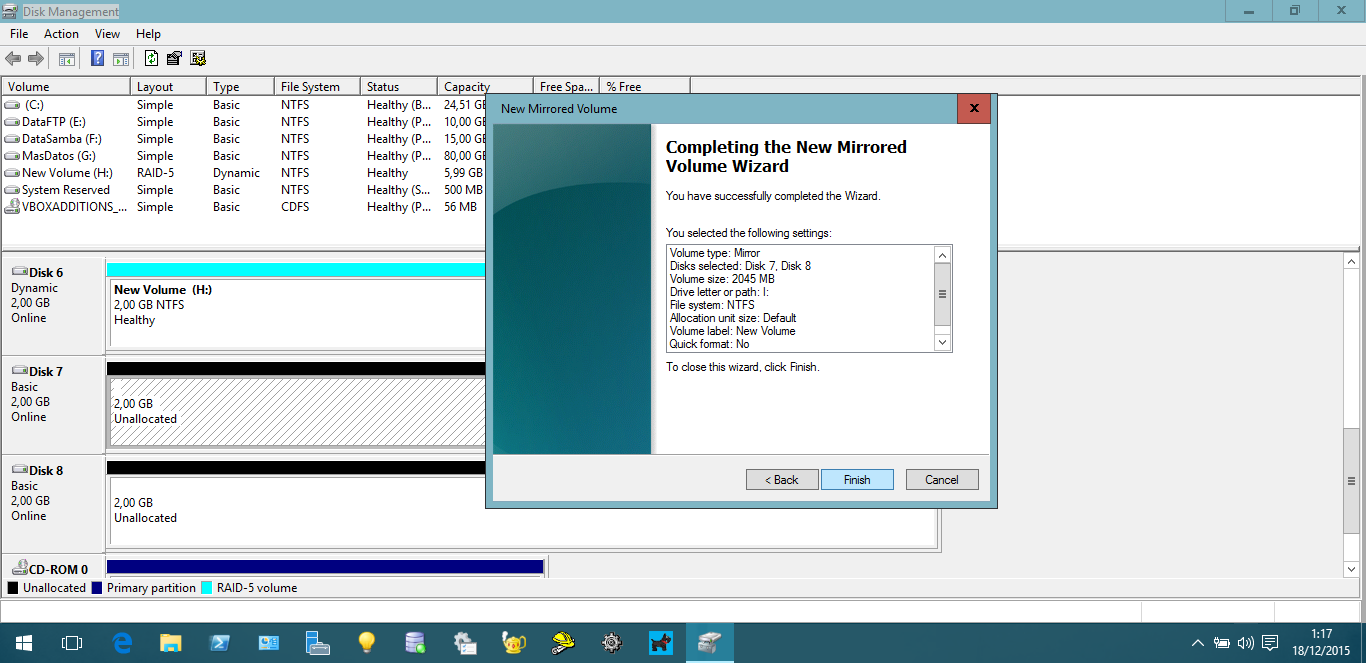 Disk Management
File Action View Help
Volume Layout Type File System Status Capacity Free Spa... % Free
(C:) Simple Basic NTFS Healthy (B... 24,51 GB
DataFTP (E:) Simple Basic NTFS Healthy (P... 10,00 GB
DataSamba (F:) Simple Basic NTFS Healthy (P... 15,00 GB
MasDatos (G:) Simple Basic NTFS Healthy (P... 80,00 GB
New Volume (H:) RAID-5 Dynamic NTFS Healthy 5,99 GB
System Reserved Simple Basic NTFS Healthy (S... 500 MB
VBOXADDITIONS_... Simple Basic CDFS Healthy (P... 56 MB
New Mirrored Volume
Completing the New Mirrored
Volume Wizard
You have successfully completed the Wizard.
You selected the following settings:
Volume type: Mirror
Disks selected: Disk 7, Disk 8
Volume size: 2045 MB
Drive letter or path: I:
File system: NTFS
Allocation unit size: Default
Volume label: New Volume
Quick format: No
To close this wizard, click Finish.
< Back Finish Cancel
Disk 6
Dynamic
2,00 GB
Online
New Volume (H:)
2,00 GB NTFS
Healthy
Disk 7
Basic
2,00 GB
Online
2,00 GB
Unallocated
Disk 8
Basic
2,00 GB
Online
2,00 GB
Unallocated
CD-ROM 0
Unallocated Primary partition RAID-5 volume
1:17
18/12/2015